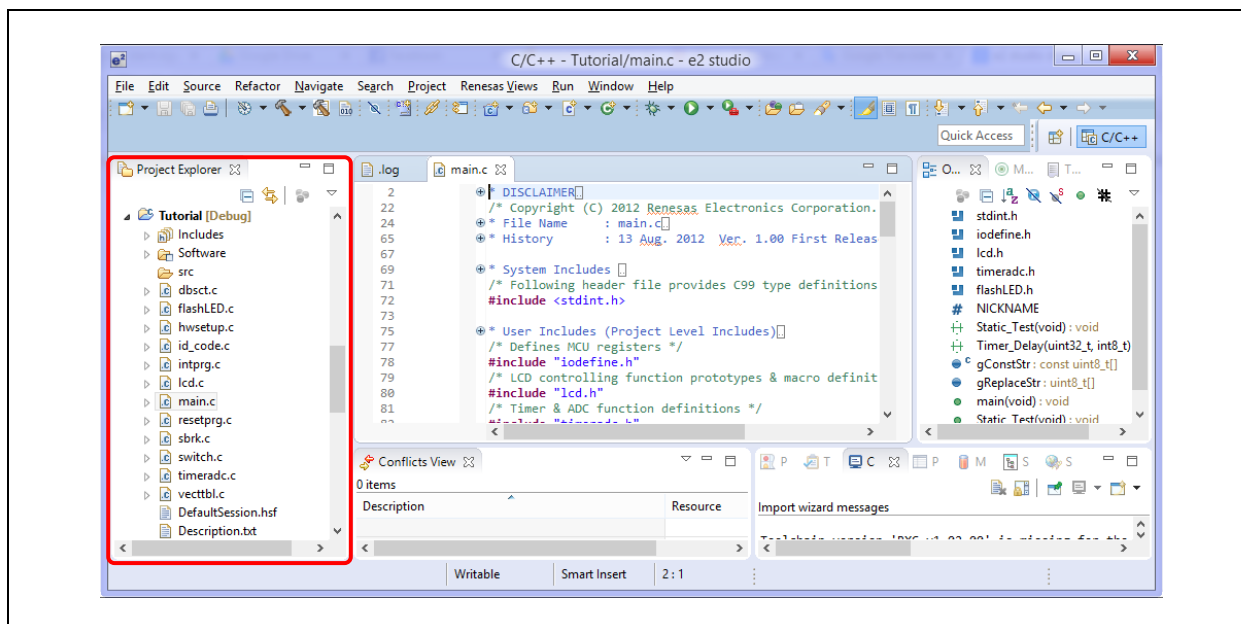 e²
C/C++ - Tutorial/main.c - e2 studio
File Edit Source Refactor Navigate Search Project Renesas Views Run Window Help
Quick Access
C/C++
Project Explorer
Tutorial [Debug]
Includes
Software
src
dbsct.c
flashLED.c
hwsetup.c
id_code.c
intprg.c
lcd.c
main.c
resetprg.c
sbrk.c
switch.c
timeradc.c
vecttbl.c
DefaultSession.hsf
Description.txt
.log
main.c
2 * DISCLAIMER
22 /* Copyright (C) 2012 Renesas Electronics Corporation.
24 * File Name : main.c
65 * History : 13 Aug. 2012 Ver. 1.00 First Releas
67
69 * System Includes
71 /* Following header file provides C99 type definitions
72 #include <stdint.h>
73
75 * User Includes (Project Level Includes)
77 /* Defines MCU registers */
78 #include "iodefine.h"
79 /* LCD controlling function prototypes & macro definit
80 #include "lcd.h"
81 /* Timer & ADC function definitions */
O... M... T...
stdint.h
iodefine.h
lcd.h
timeradc.h
flashLED.h
# NICKNAME
Static_Test(void) : void
Timer_Delay(uint32_t, int8_t)
gConstStr : const uint8_t[]
gReplaceStr : uint8_t[]
main(void) : void
Static_Test(void) : void
Conflicts View
0 items
Description Resource
P T C P M S S
Import wizard messages
Writable Smart Insert 2 : 1